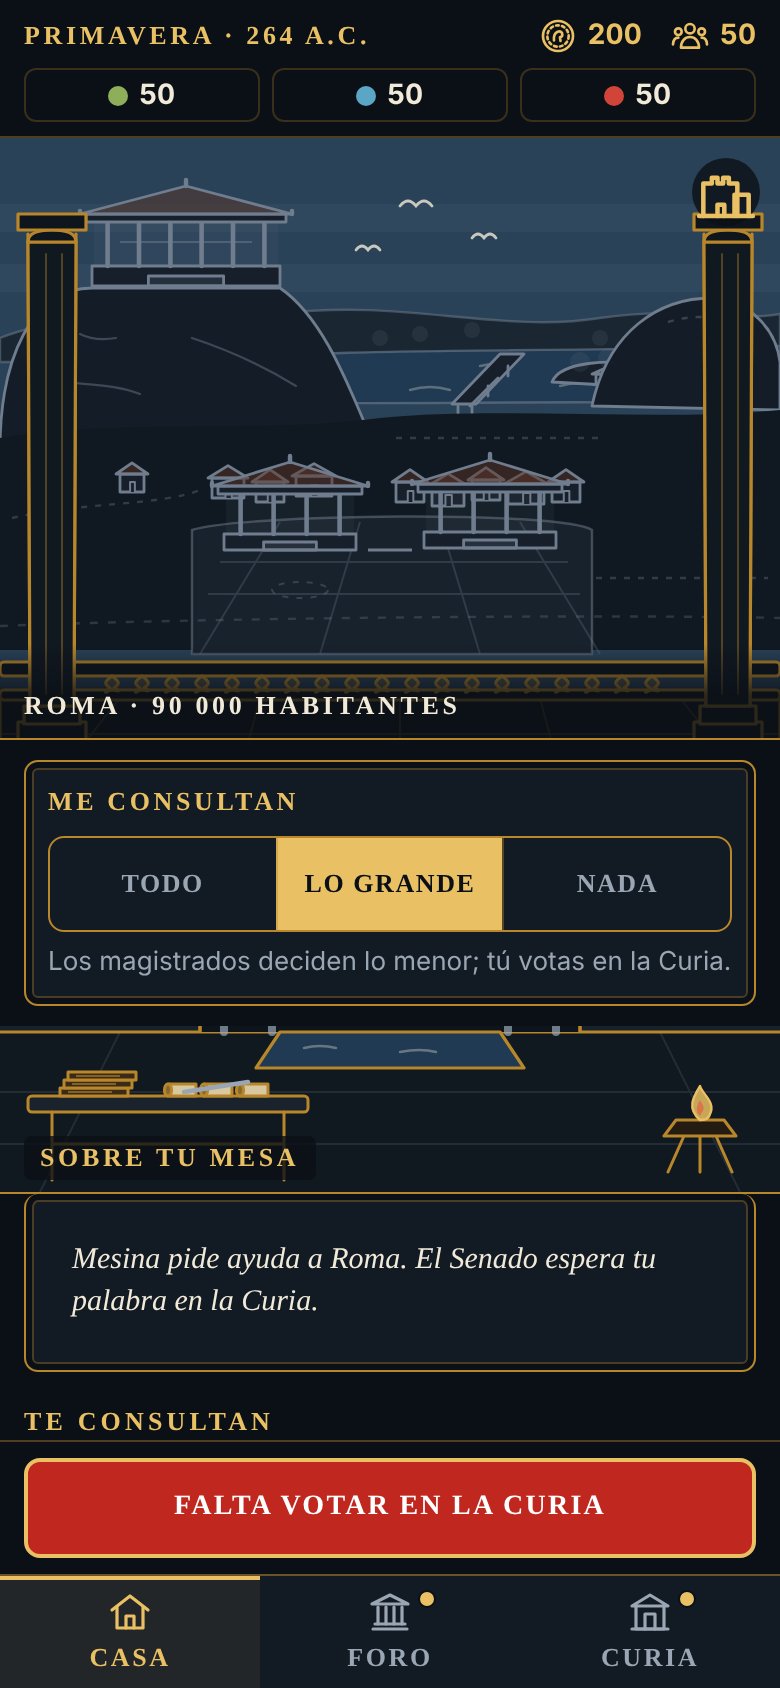 PRIMAVERA · 264 A.C.
200
50
50
50
50
ROMA · 90 000 HABITANTES
ME CONSULTAN
TODO
LO GRANDE
NADA
Los magistrados deciden lo menor; tú votas en la Curia.
SOBRE TU MESA
Mesina pide ayuda a Roma. El Senado espera tu
palabra en la Curia.
TE CONSULTAN
FALTA VOTAR EN LA CURIA
CASA
FORO
CURIA